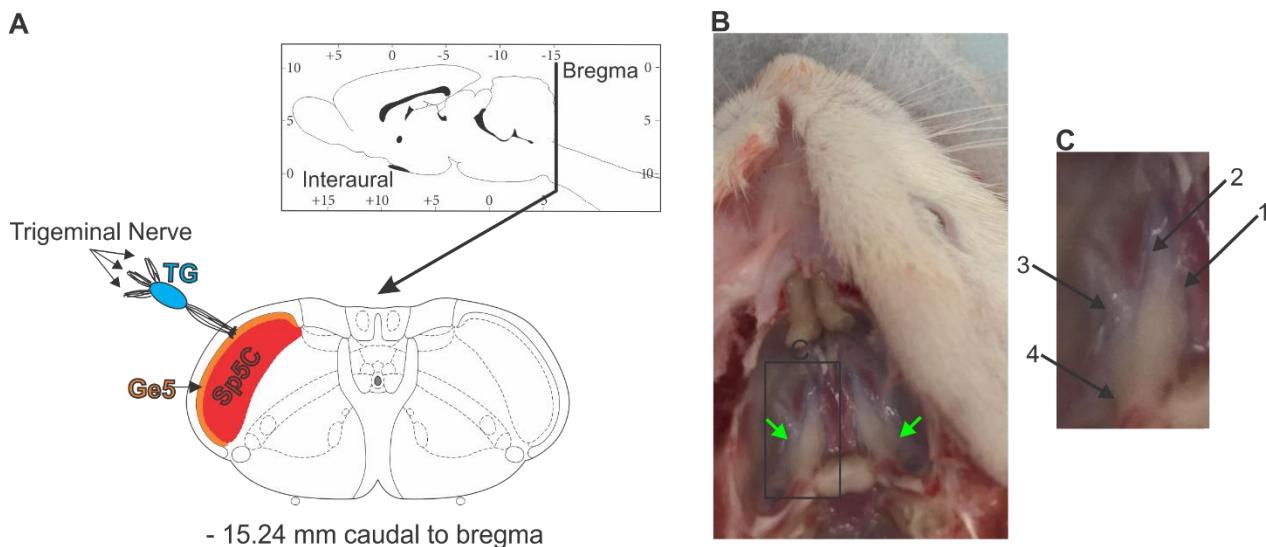 A
+5 0 -5 -10 -15
10 Bregma 0
5 5
0 Interaural 10
+15 +10 +5 0 5
Trigeminal Nerve
TG
Ge5
Sp5C
- 15.24 mm caudal to bregma
B
C
C
2
1
3
4